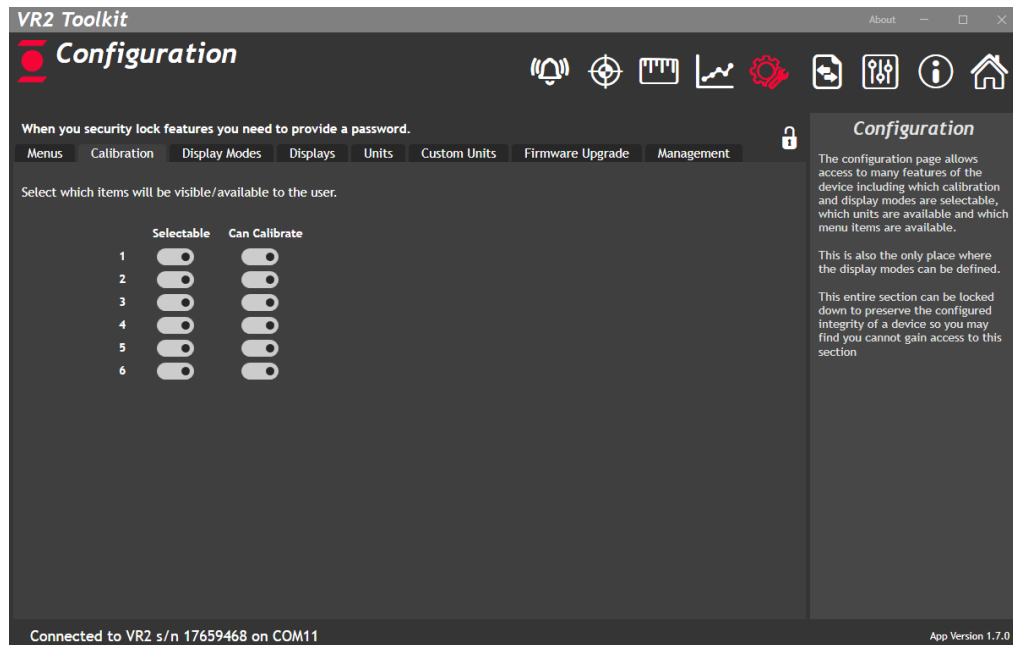 VR2 Toolkit
About
Configuration
When you security lock features you need to provide a password.
Menus Calibration Display Modes Displays Units Custom Units Firmware Upgrade Management
Select which items will be visible/available to the user.
Selectable Can Calibrate
1
2
3
4
5
6
Configuration
The configuration page allows
access to many features of the
device including which calibration
and display modes are selectable,
which units are available and which
menu items are available.
This is also the only place where
the display modes can be defined.
This entire section can be locked
down to preserve the configured
integrity of a device so you may
find you cannot gain access to this
section
Connected to VR2 s/n 17659468 on COM11
App Version 1.7.0